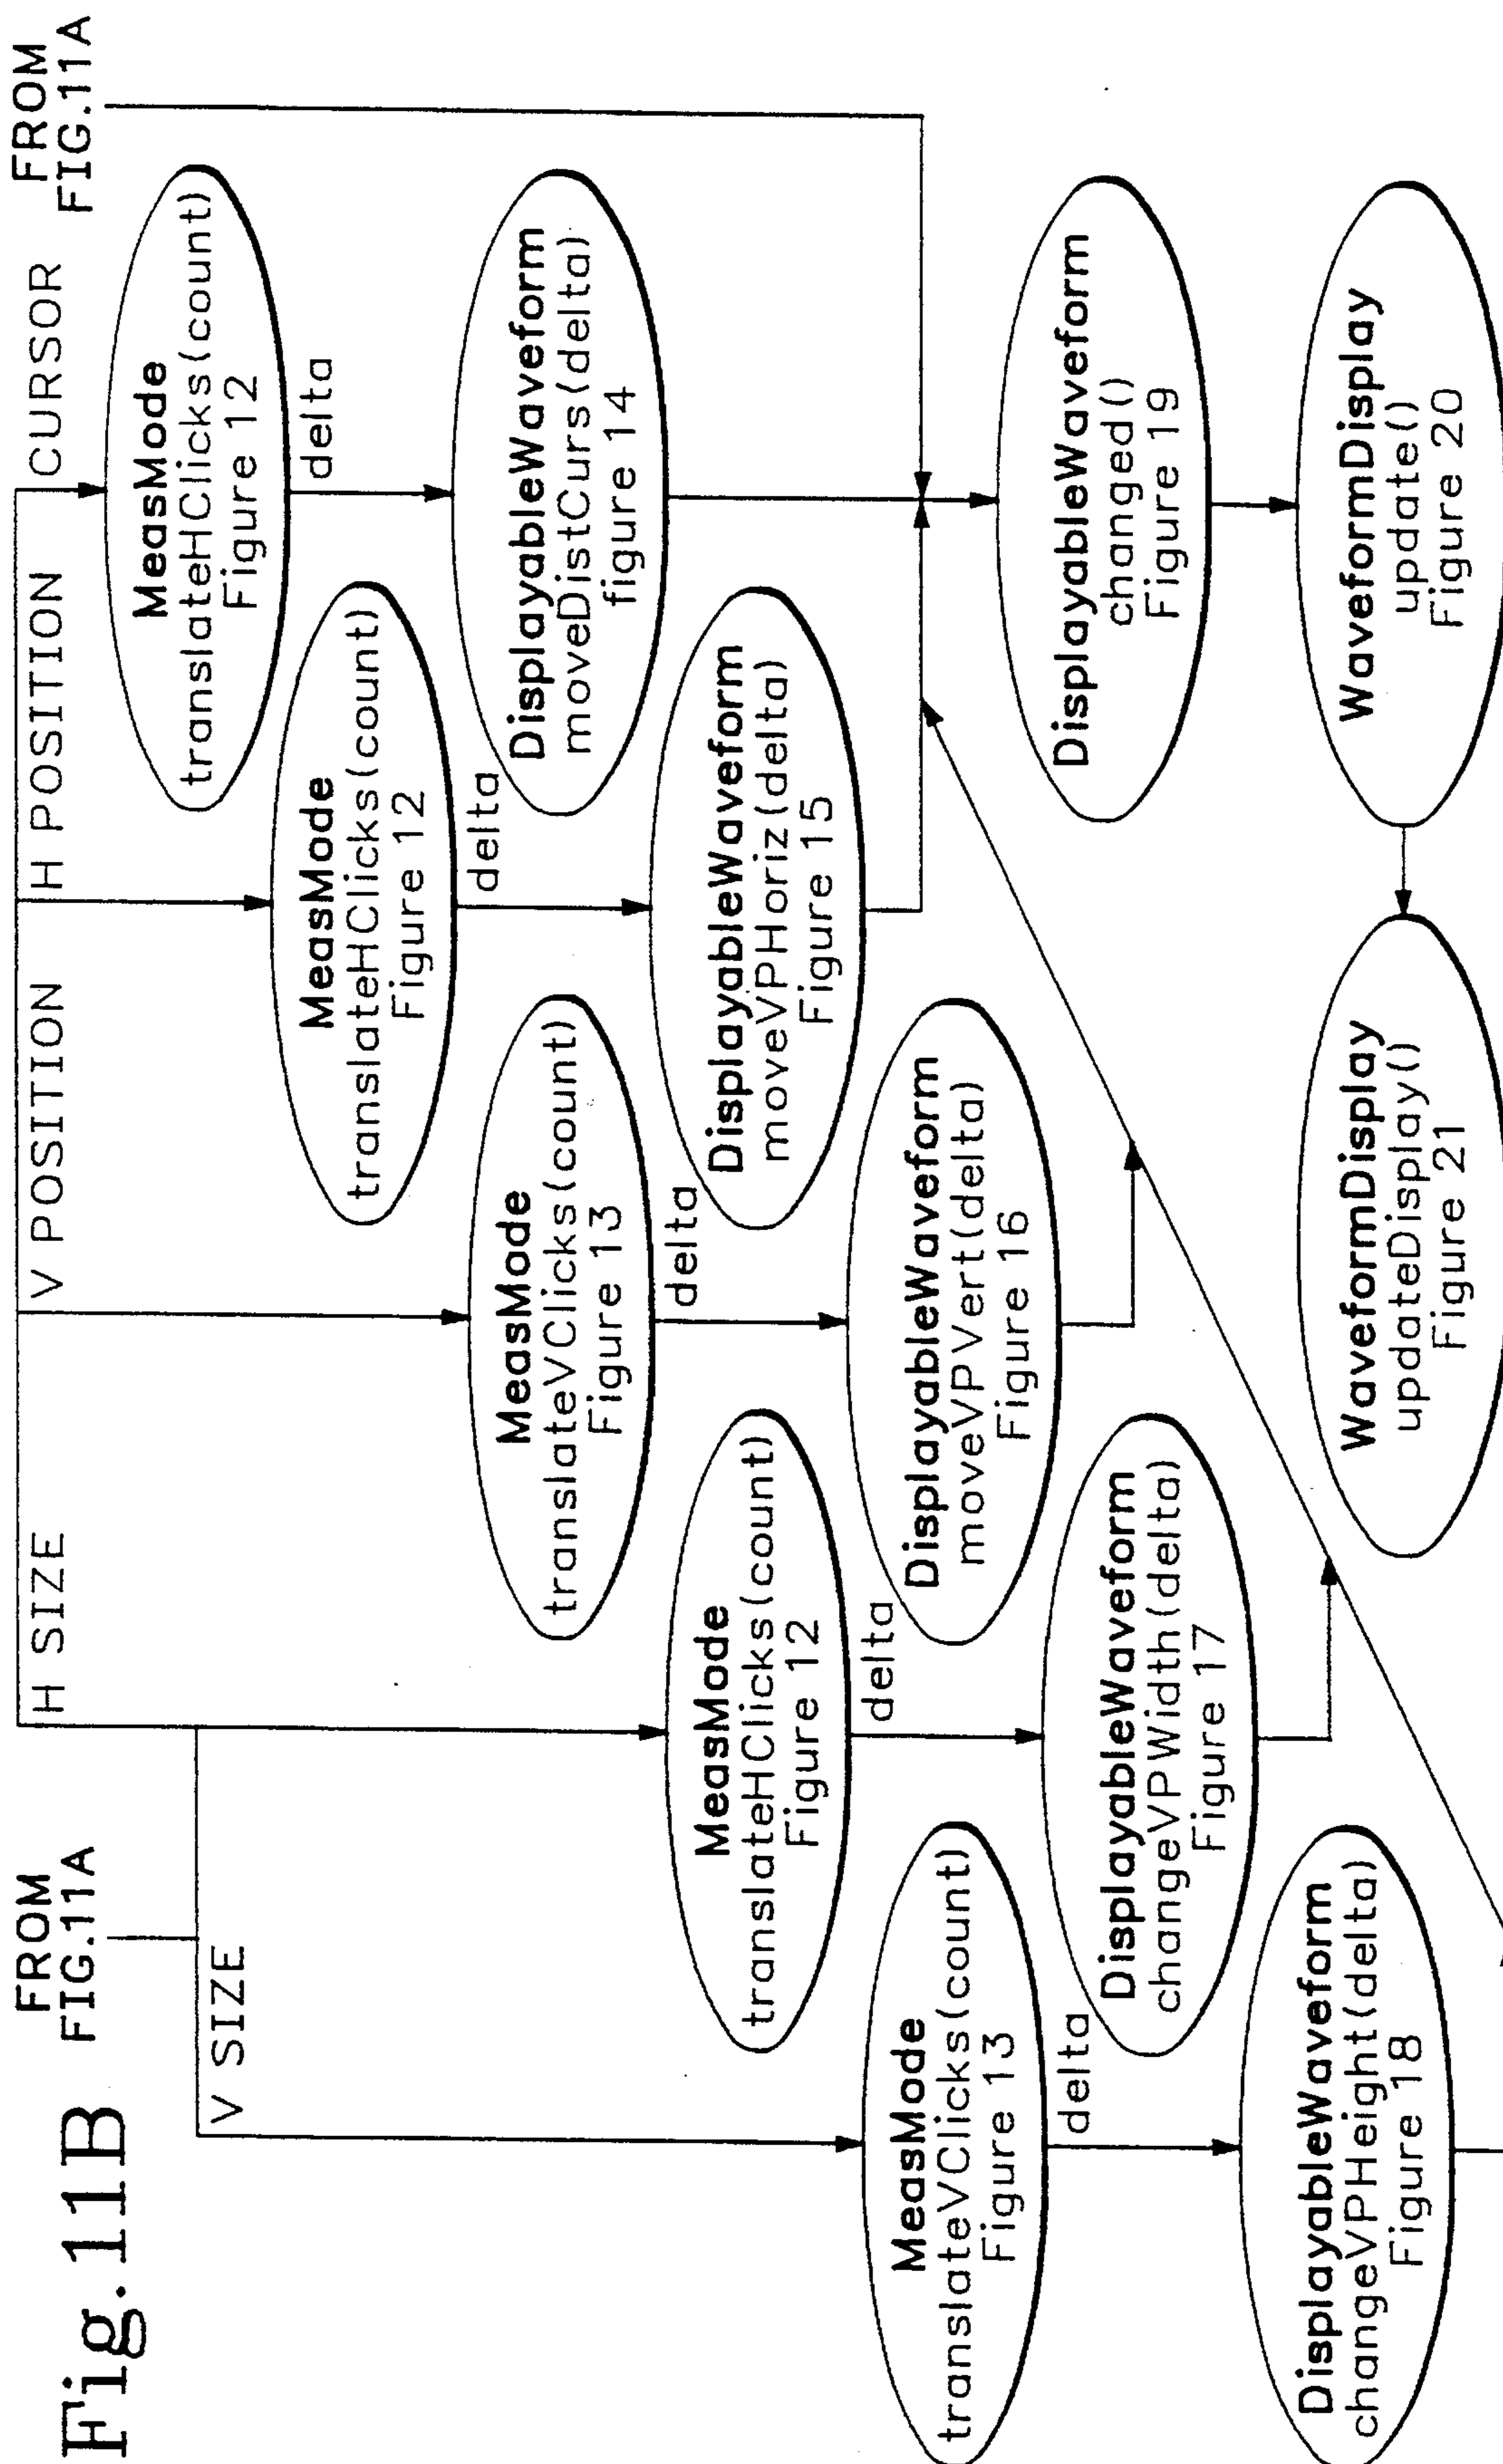 Fig.11B
FROM
FIG.11A
V SIZE
MeasMode
translateVClicks(count)
Figure 13
delta
DisplayableWaveform
changeVPHeight(delta)
Figure 18
H SIZE
MeasMode
translateHClicks(count)
Figure 12
delta
DisplayableWaveform
changeVPWidth(delta)
Figure 17
V POSITION
MeasMode
translateVClicks(count)
Figure 13
delta
DisplayableWaveform
moveVPVert(delta)
Figure 16
H POSITION
MeasMode
translateHClicks(count)
Figure 12
delta
DisplayableWaveform
moveVPHoriz(delta)
Figure 15
CURSOR
MeasMode
translateHClicks(count)
Figure 12
delta
DisplayableWaveform
moveDistCurs(delta)
figure 14
FROM
FIG.11A
DisplayableWaveform
changed()
Figure 19
WaveformDisplay
update()
Figure 20
WaveformDisplay
updateDisplay()
Figure 21